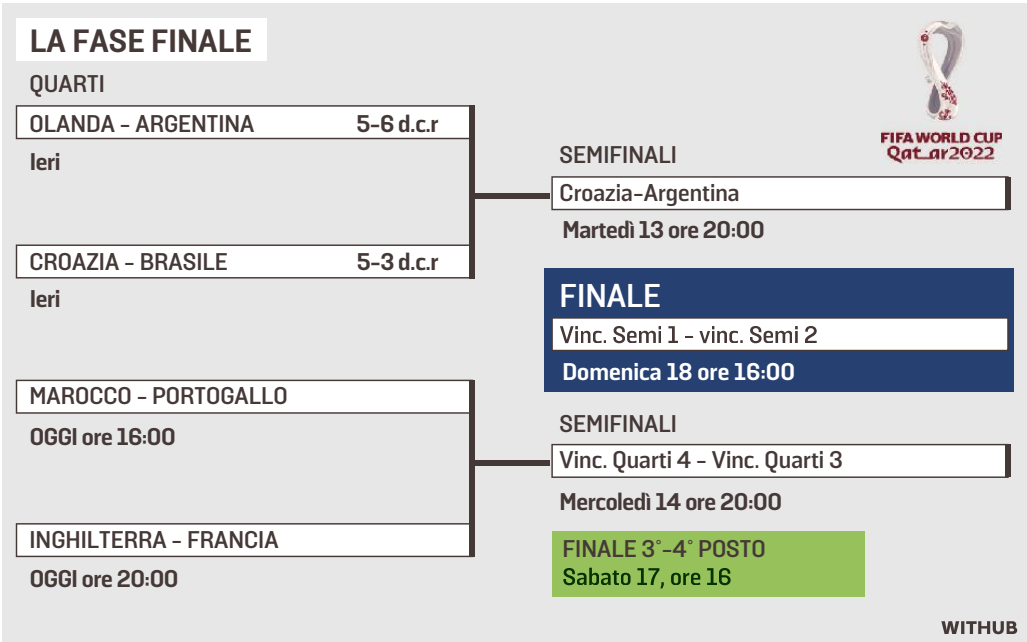 LA FASE FINALE
QUARTI
OLANDA - ARGENTINA 5-6 d.c.r
Ieri
CROAZIA - BRASILE 5-3 d.c.r
Ieri
MAROCCO - PORTOGALLO
OGGI ore 16:00
INGHILTERRA - FRANCIA
OGGI ore 20:00
FIFA WORLD CUP
Qatar2022
SEMIFINALI
Croazia-Argentina
Martedì 13 ore 20:00
FINALE
Vinc. Semi 1 - vinc. Semi 2
Domenica 18 ore 16:00
SEMIFINALI
Vinc. Quarti 4 - Vinc. Quarti 3
Mercoledì 14 ore 20:00
FINALE 3°-4° POSTO
Sabato 17, ore 16
WITHUB